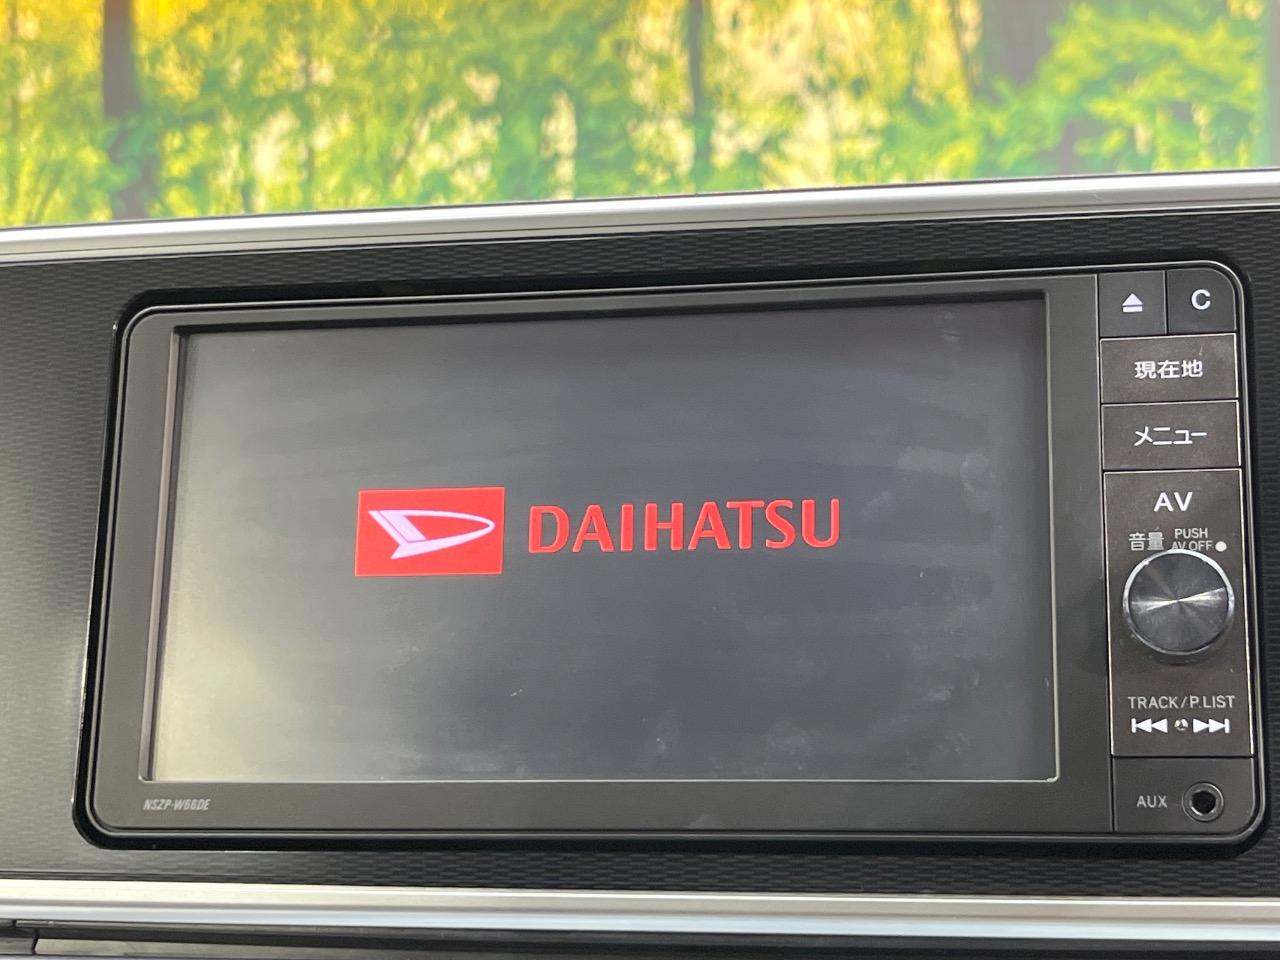 C
現在地
メニュー
AV
音量 PUSH
AV OFF
DAIHATSU
TRACK/P.LIST
NSZP-W66DE
AUX